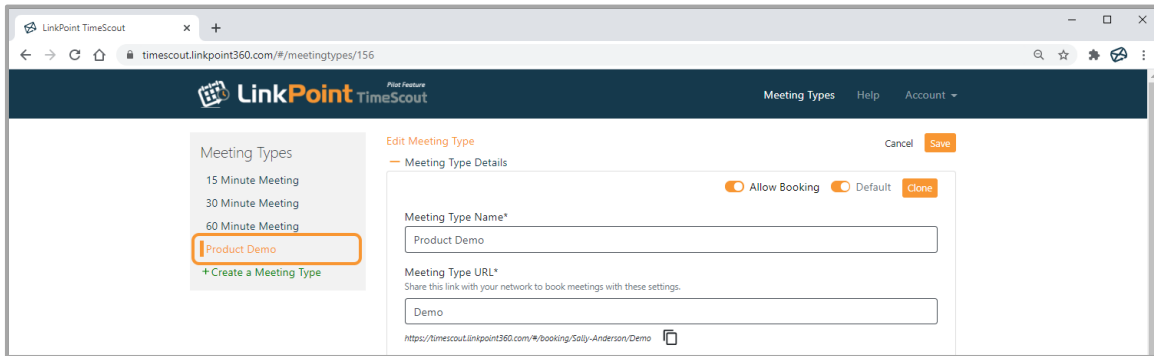 LinkPoint TimeScout
timescout.linkpoint360.com/#/meetingtypes/156
LinkPoint TimeScout
Pilot Feature
Meeting Types Help Account
Meeting Types
15 Minute Meeting
30 Minute Meeting
60 Minute Meeting
Product Demo
+ Create a Meeting Type
Edit Meeting Type
Cancel Save
Meeting Type Details
Allow Booking Default Clone
Meeting Type Name*
Product Demo
Meeting Type URL*
Share this link with your network to book meetings with these settings.
Demo
https://timescout.linkpoint360.com/#/booking/Sally-Anderson/Demo